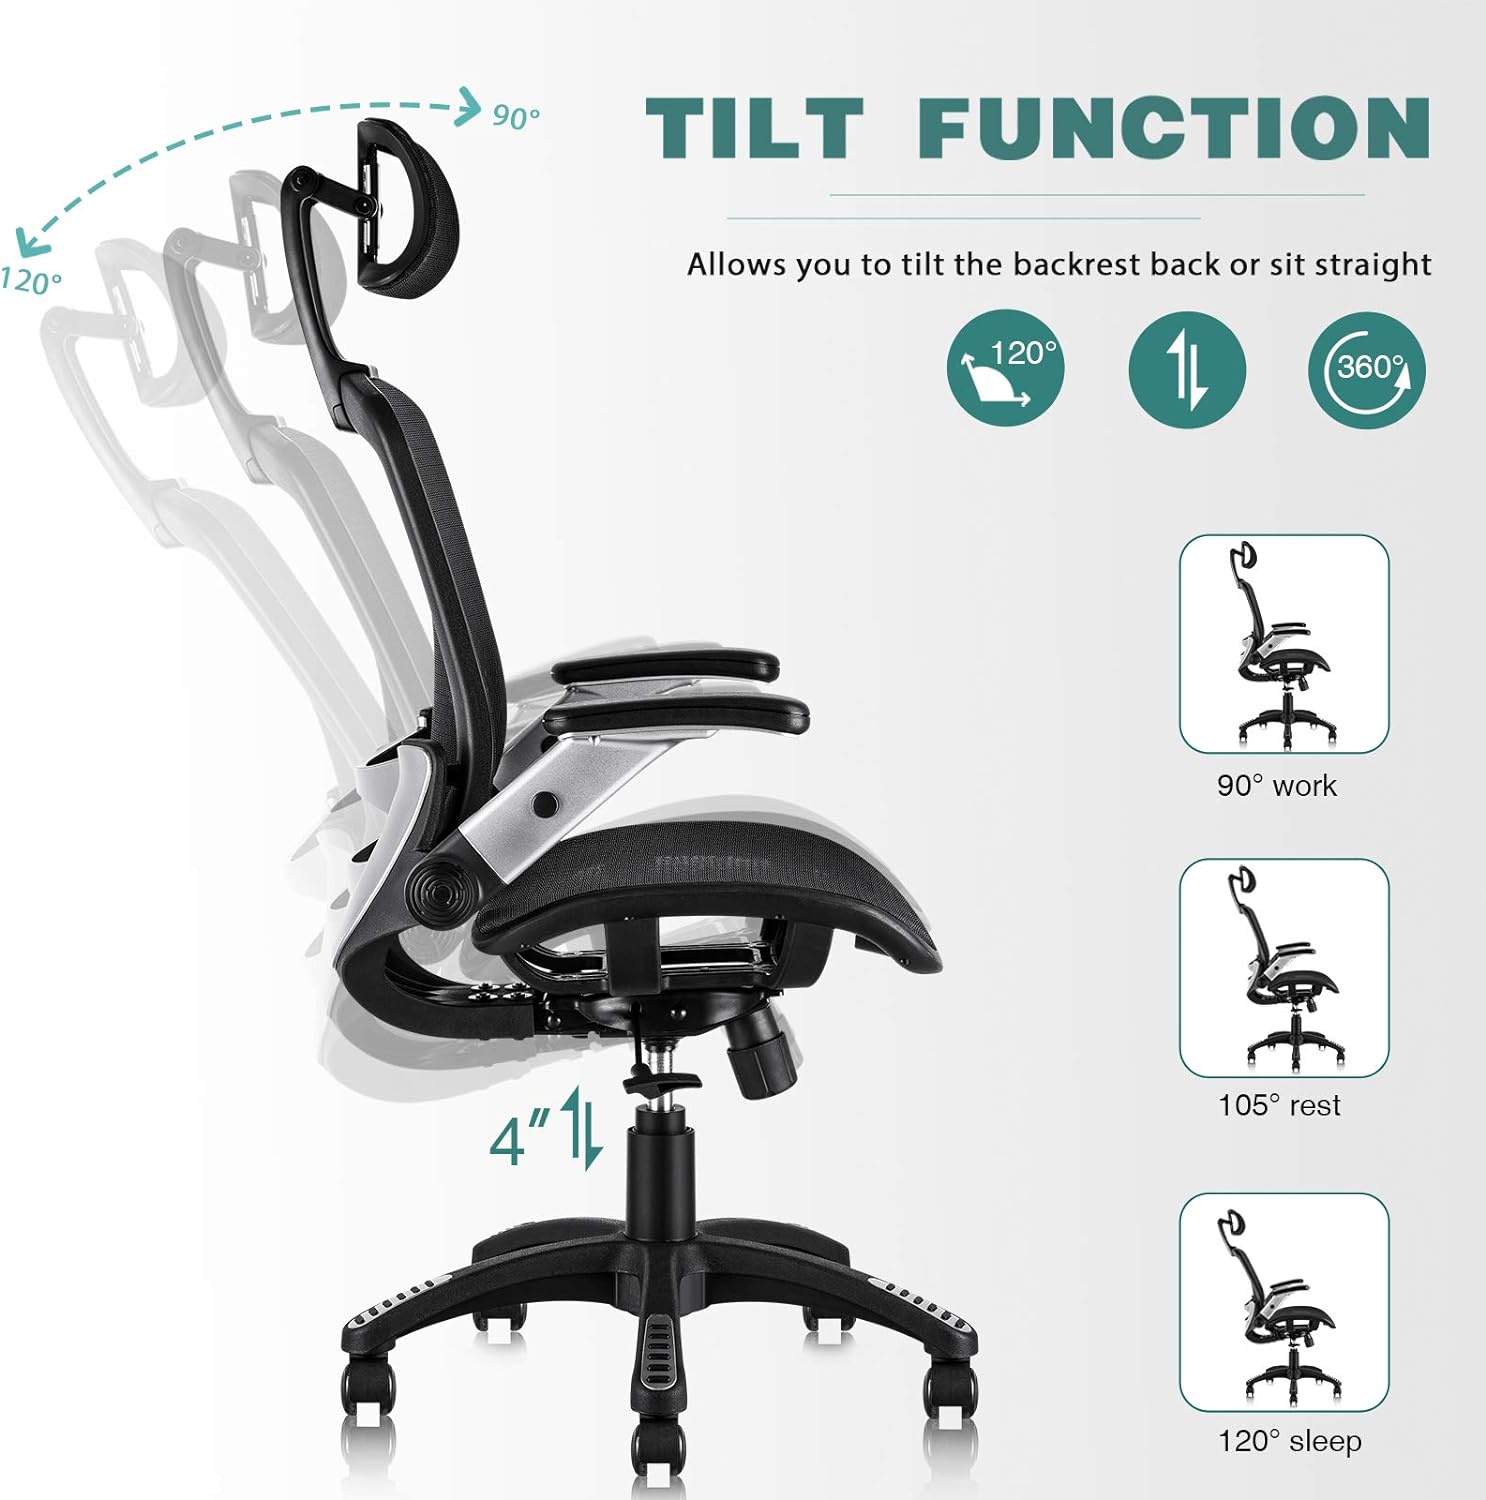 TILT FUNCTION
Allows you to tilt the backrest back or sit straight
90°
120°
120°
360°
90° work
105° rest
4"
120° sleep